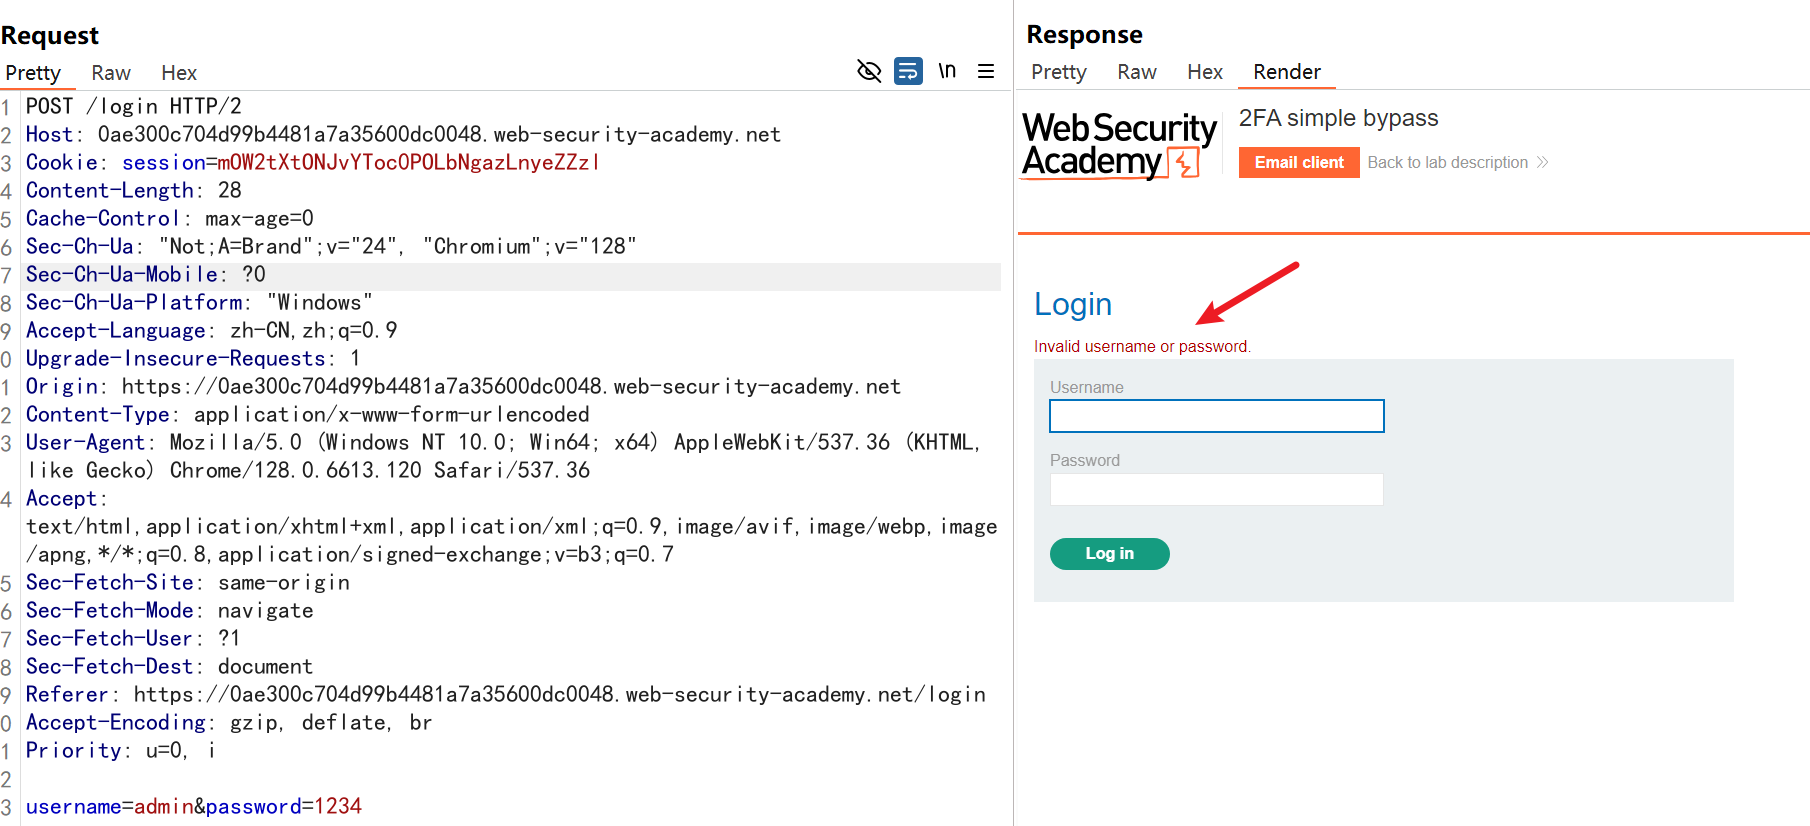 Request
Pretty Raw Hex
\n
1 POST /login HTTP/2
2 Host: 0ae300c704d99b4481a7a35600dc0048.web-security-academy.net
3 Cookie: session=mOW2tXtONJvYToc0POLbNgazLnyeZZzl
4 Content-Length: 28
5 Cache-Control: max-age=0
6 Sec-Ch-Ua: "Not;A=Brand";v="24", "Chromium";v="128"
7 Sec-Ch-Ua-Mobile: ?0
8 Sec-Ch-Ua-Platform: "Windows"
9 Accept-Language: zh-CN,zh;q=0.9
0 Upgrade-Insecure-Requests: 1
1 Origin: https://0ae300c704d99b4481a7a35600dc0048.web-security-academy.net
2 Content-Type: application/x-www-form-urlencoded
3 User-Agent: Mozilla/5.0 (Windows NT 10.0; Win64; x64) AppleWebKit/537.36 (KHTML,
like Gecko) Chrome/128.0.6613.120 Safari/537.36
4 Accept:
text/html,application/xhtml+xml,application/xml;q=0.9,image/avif,image/webp,image
/apng,*/*;q=0.8,application/signed-exchange;v=b3;q=0.7
5 Sec-Fetch-Site: same-origin
6 Sec-Fetch-Mode: navigate
7 Sec-Fetch-User: ?1
8 Sec-Fetch-Dest: document
9 Referer: https://0ae300c704d99b4481a7a35600dc0048.web-security-academy.net/login
0 Accept-Encoding: gzip, deflate, br
1 Priority: u=0, i
2
3 username=admin&password=1234
Response
Pretty Raw Hex Render
Web Security
Academy
2FA simple bypass
Email client Back to lab description
Login
Invalid username or password.
Username
Password
Log in